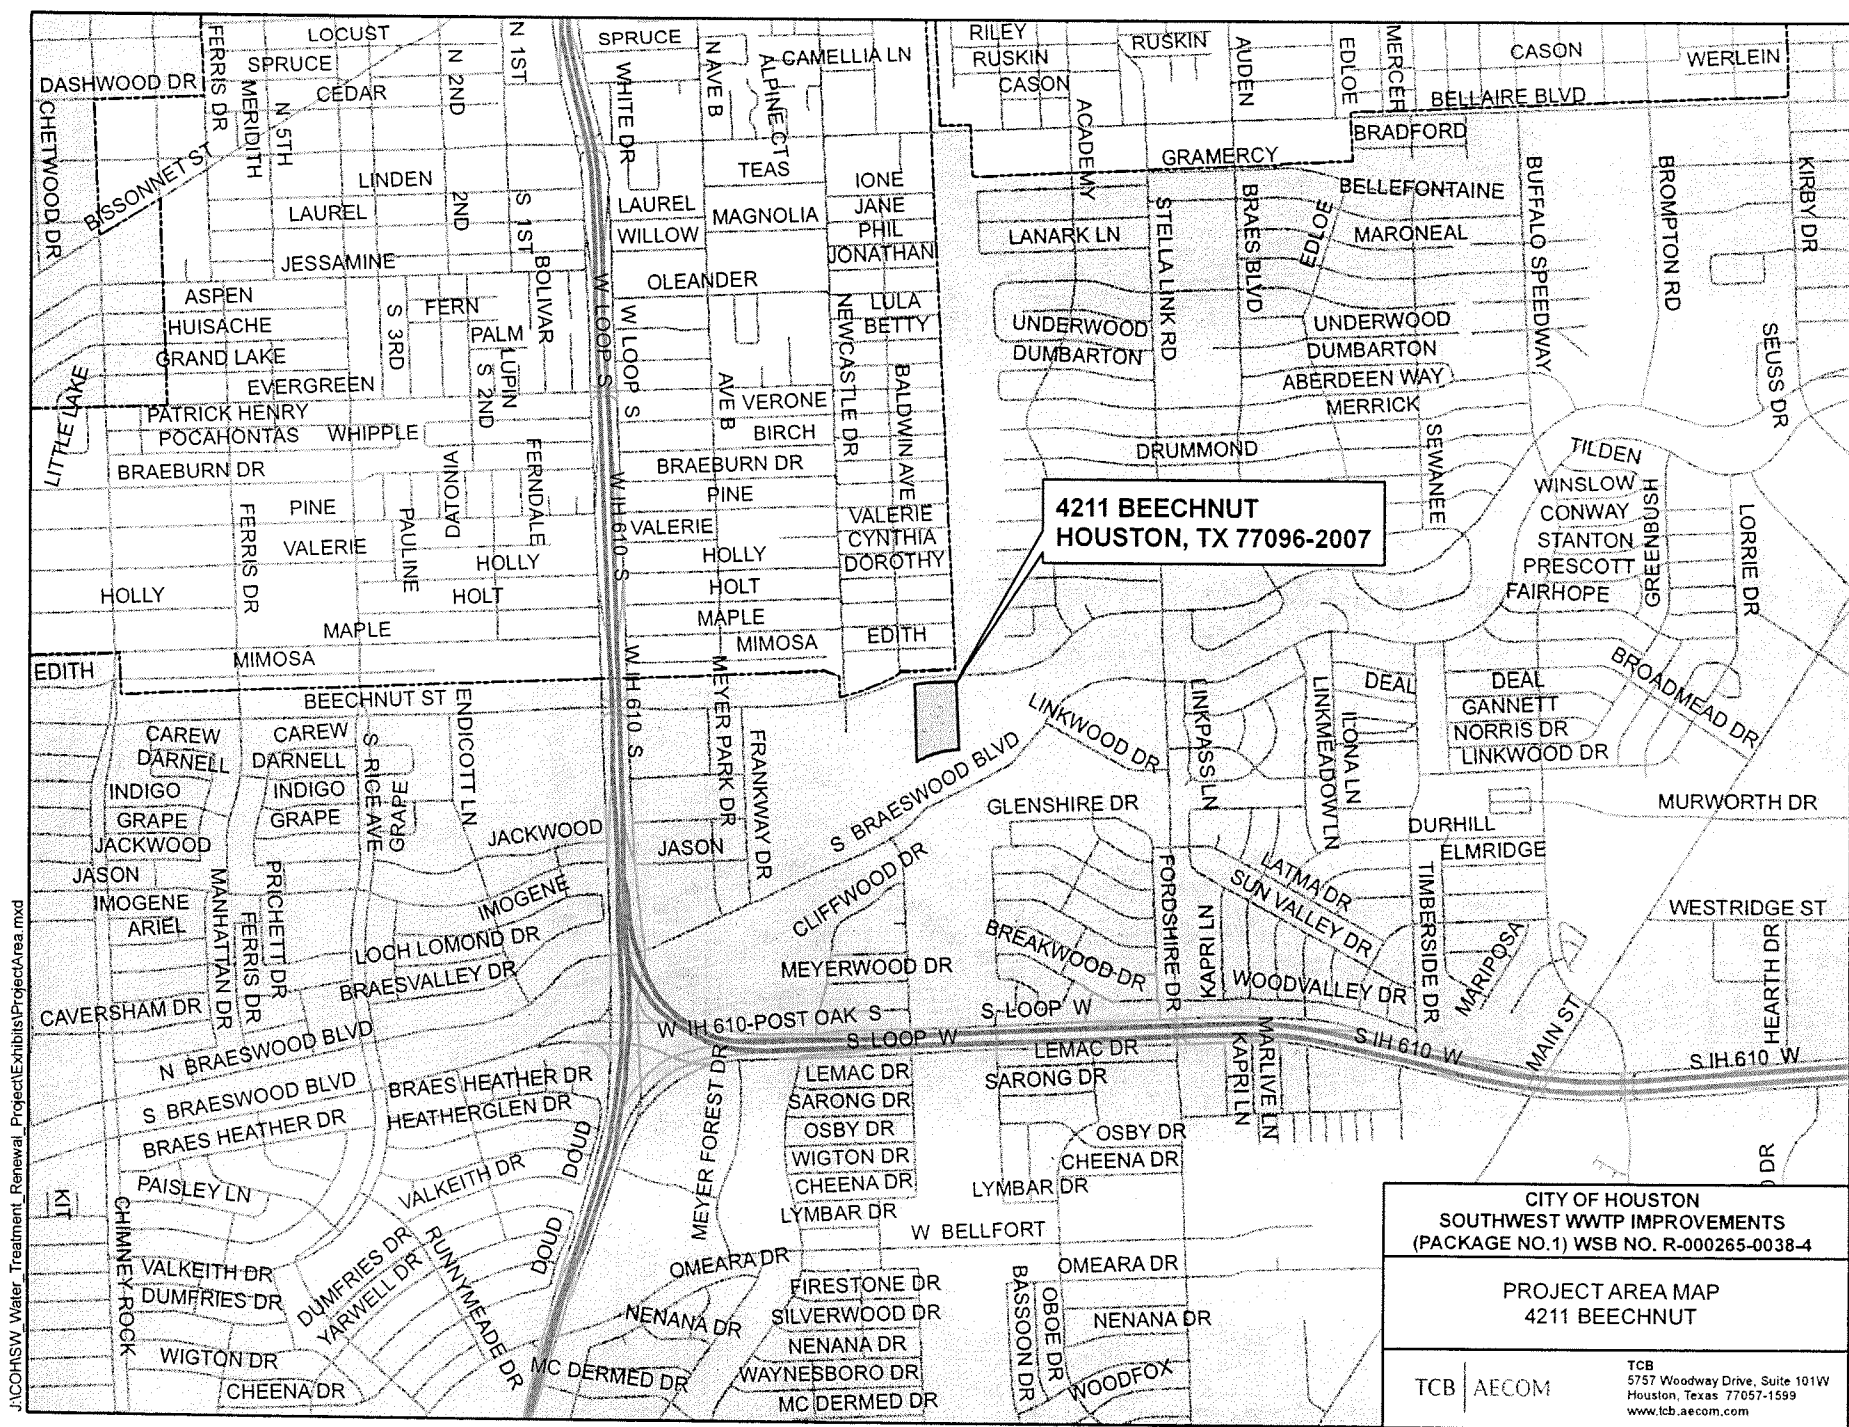 LOCUST
SPRUCE
CEDAR
DASHWOOD DR
FERRIS DR
MERIDITH
N 5TH
N 2ND
N 1ST
SPRUCE
WHITE DR
N AVE B
ALPINE CT
CAMELLIA LN
RILEY
RUSKIN
CASON
RUSKIN
AUDEN
EDLOE
MERCER
CASON
WERLEIN
BELLAIRE BLVD
BRADFORD
CHETWOOD DR
BISSONNET ST
LINDEN
LAUREL
2ND
S 1ST
JESSAMINE
BOLIVAR
LAUREL
WILLOW
TEAS
MAGNOLIA
OLEANDER
IONE
JANE
PHIL
JONATHAN
LULA
BETTY
ACADEMY
GRAMERCY
STELLA LINK RD
BRAES BLVD
EDLOE
BELLEFONTAINE
LANARK LN
MARONEAL
BUFFALO SPEEDWAY
BROMPTON RD
KIRBY DR
ASPEN
HUISACHE
GRAND LAKE
EVERGREEN
S 3RD
FERN
PALM
LUPIN
S 2ND
W LOOP S
W LOOP S
NEWCASTLE DR
BALDWIN AVE
UNDERWOOD
DUMBARTON
UNDERWOOD
DUMBARTON
ABERDEEN WAY
MERRICK
SEUSS DR
LITTLE LAKE
PATRICK HENRY
POCAHONTAS
WHIPPLE
BRAEBURN DR
DATONIA
FERNDALE
AVE B
VERONE
BIRCH
BRAEBURN DR
PINE
DRUMMOND
SEWANEE
TILDEN
WINSLOW
CONWAY
STANTON
PRESCOTT
FAIRHOPE
GREENBUSH
LORRIE DR
4211 BEECHNUT
HOUSTON, TX 77096-2007
PINE
VALERIE
FERRIS DR
PAULINE
HOLLY
HOLLY
HOLT
MAPLE
MIMOSA
EDITH
W IH 610 S
VALERIE
HOLLY
HOLT
MAPLE
MIMOSA
VALERIE
CYNTHIA
DOROTHY
EDITH
BEECHNUT ST
ENDICOTT LN
W IH 610 S
MEYER PARK DR
FRANKWAY DR
LINKWOOD DR
LINKPASS LN
LINKMEADOW LN
ILONA LN
DEAL
DEAL
GANNETT
NORRIS DR
LINKWOOD DR
BROADMEAD DR
CAREW
DARNELL
INDIGO
GRAPE
JACKWOOD
JASON
IMOGENE
ARIEL
CAREW
DARNELL
INDIGO
GRAPE
S RICE AVE
GRAPE
JACKWOOD
JASON
S BRAESWOOD BLVD
CLIFFWOOD DR
GLENSHIRE DR
MURWORTH DR
DURHILL
ELMRIDGE
MANHATTAN DR
FERRIS DR
PRICHETT DR
IMOGENE
LOCH LOMOND DR
BRAESVALLEY DR
MEYERWOOD DR
BREAKWOOD DR
FORDSHIRE DR
KAPRI LN
LATMA DR
SUN VALLEY DR
WOODVALLEY DR
TIMBERSIDE DR
MARIPOSA
WESTRIDGE ST
HEARTH DR
MAIN ST
CAVERSHAM DR
N BRAESWOOD BLVD
W IH 610-POST OAK S
S LOOP W
S LOOP W
S IH 610 W
S IH 610 W
S BRAESWOOD BLVD
BRAES HEATHER DR
BRAES HEATHER DR
HEATHERGLEN DR
DOUD
MEYER FOREST DR
LEMAC DR
SARONG DR
OSBY DR
WIGTON DR
CHEENA DR
LYMBAR DR
LEMAC DR
SARONG DR
KAPRI LN
MARLIVE LN
OSBY DR
CHEENA DR
LYMBAR DR
W BELLFORT
KIT
PAISLEY LN
VALKEITH DR
DOUD
CHIMNEY ROCK
VALKEITH DR
DUMFRIES DR
WIGTON DR
CHEENA DR
DUMFRIES DR
YARWELL DR
RUNNYMEADE DR
OMEARA DR
NENANA DR
MC DERMED DR
FIRESTONE DR
SILVERWOOD DR
NENANA DR
WAYNESBORO DR
MC DERMED DR
BASSOON DR
OBOE DR
OMEARA DR
NENANA DR
WOODFOX
DR
CITY OF HOUSTON
SOUTHWEST WWTP IMPROVEMENTS
(PACKAGE NO.1) WSB NO. R-000265-0038-4
PROJECT AREA MAP
4211 BEECHNUT
TCB AECOM
TCB
5757 Woodway Drive, Suite 101W
Houston, Texas 77057-1599
www.tcb.aecom.com
J:\COH\SW_Water_Treatment_Renewal_Project\Exhibits\ProjectArea.mxd